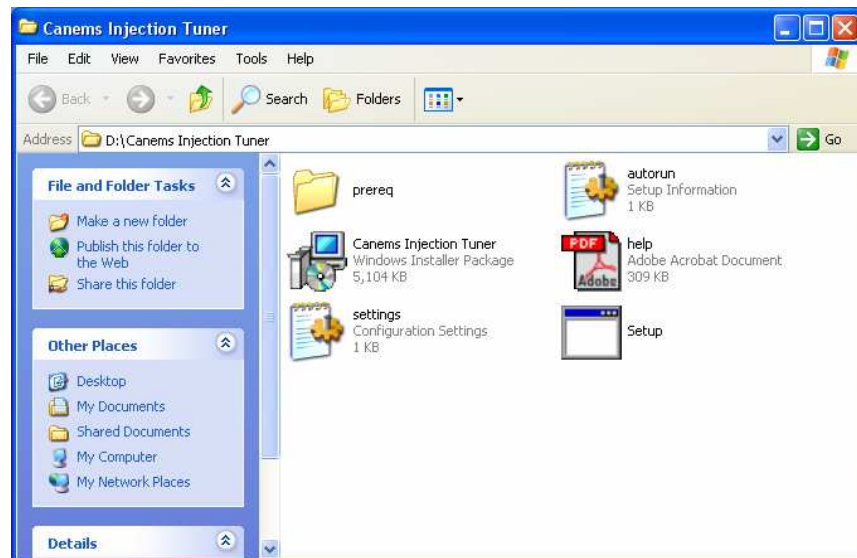 Canems Injection Tuner
File Edit View Favorites Tools Help
Back Search Folders
Address D:\Canems Injection Tuner Go
File and Folder Tasks
Make a new folder
Publish this folder to
the Web
Share this folder
Other Places
Desktop
My Documents
Shared Documents
My Computer
My Network Places
Details
prereq
autorun
Setup Information
1 KB
Canems Injection Tuner
Windows Installer Package
5,104 KB
PDF
Adobe
help
Adobe Acrobat Document
309 KB
settings
Configuration Settings
1 KB
Setup